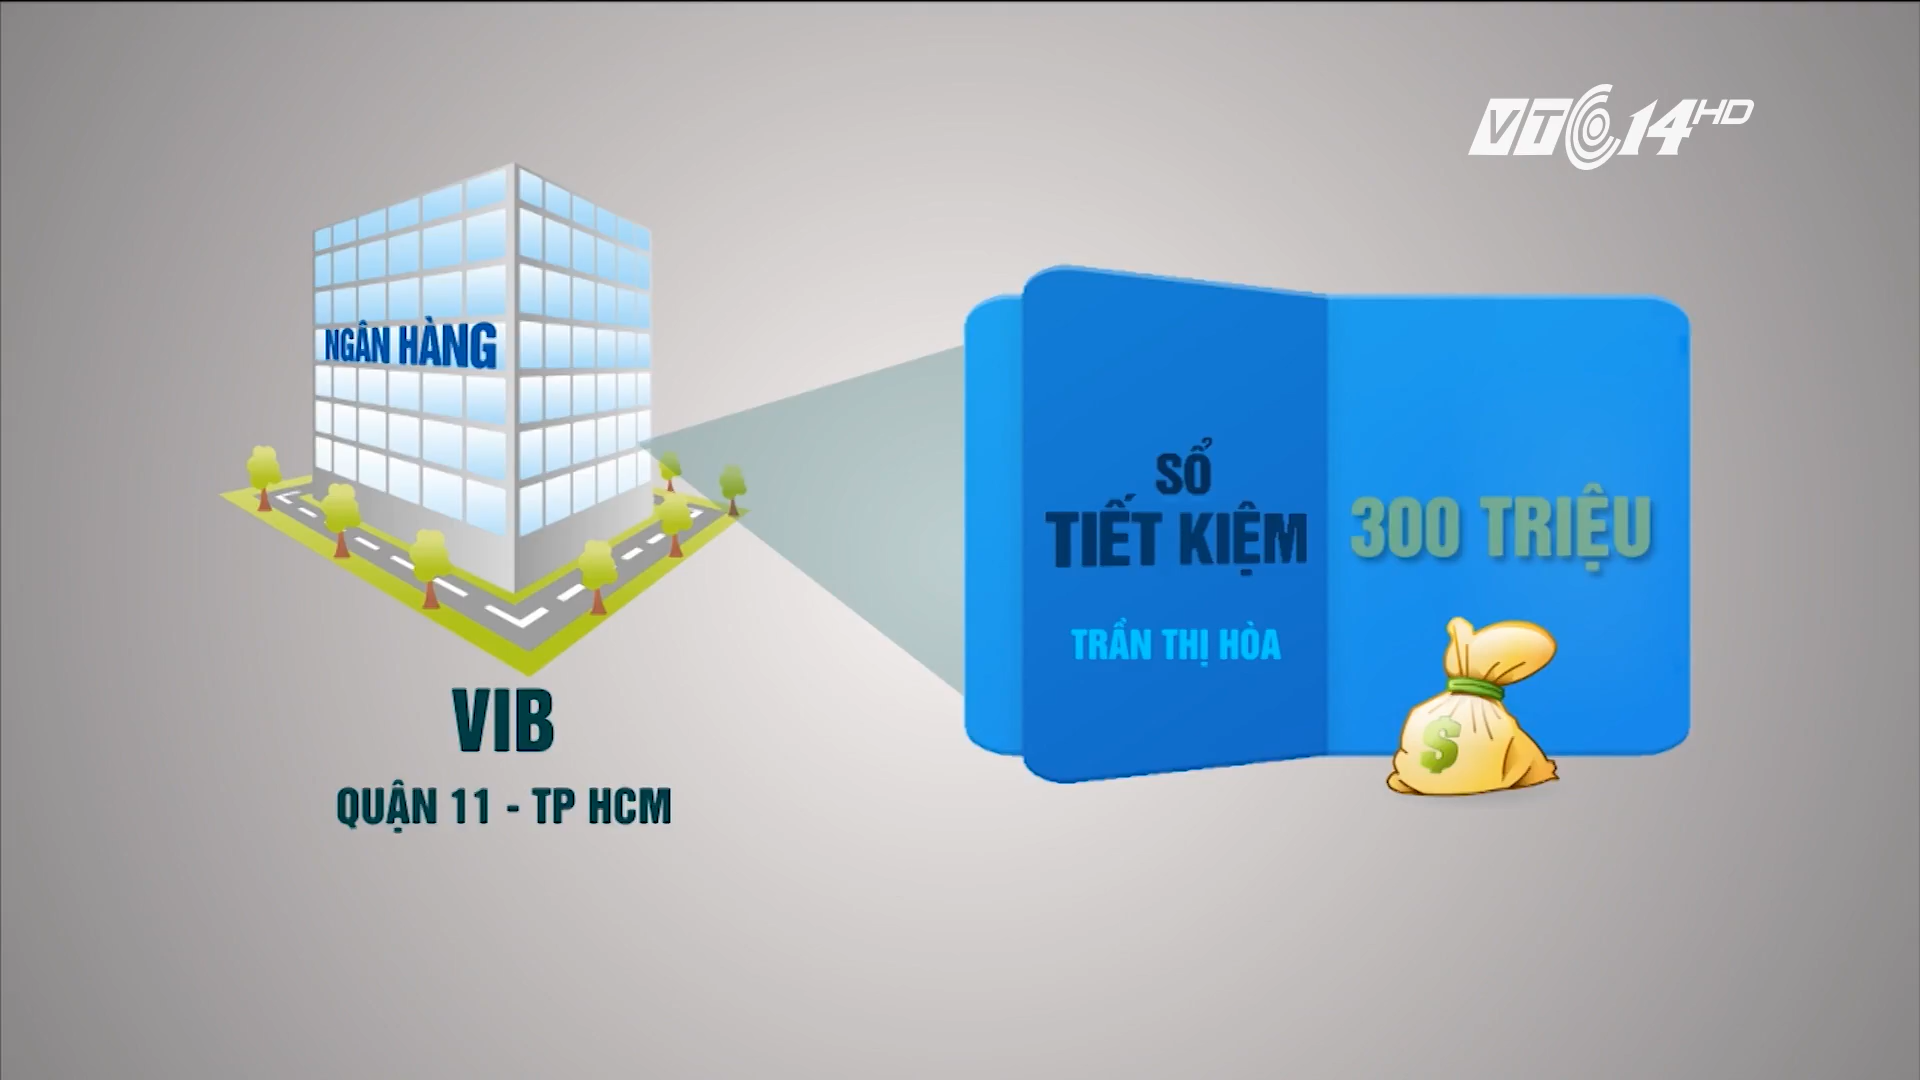 VTC14HD
NGÂN HÀNG
VIB
QUẬN 11 - TP HCM
SỔ
TIẾT KIỆM
TRẦN THỊ HÒA
300 TRIỆU
$